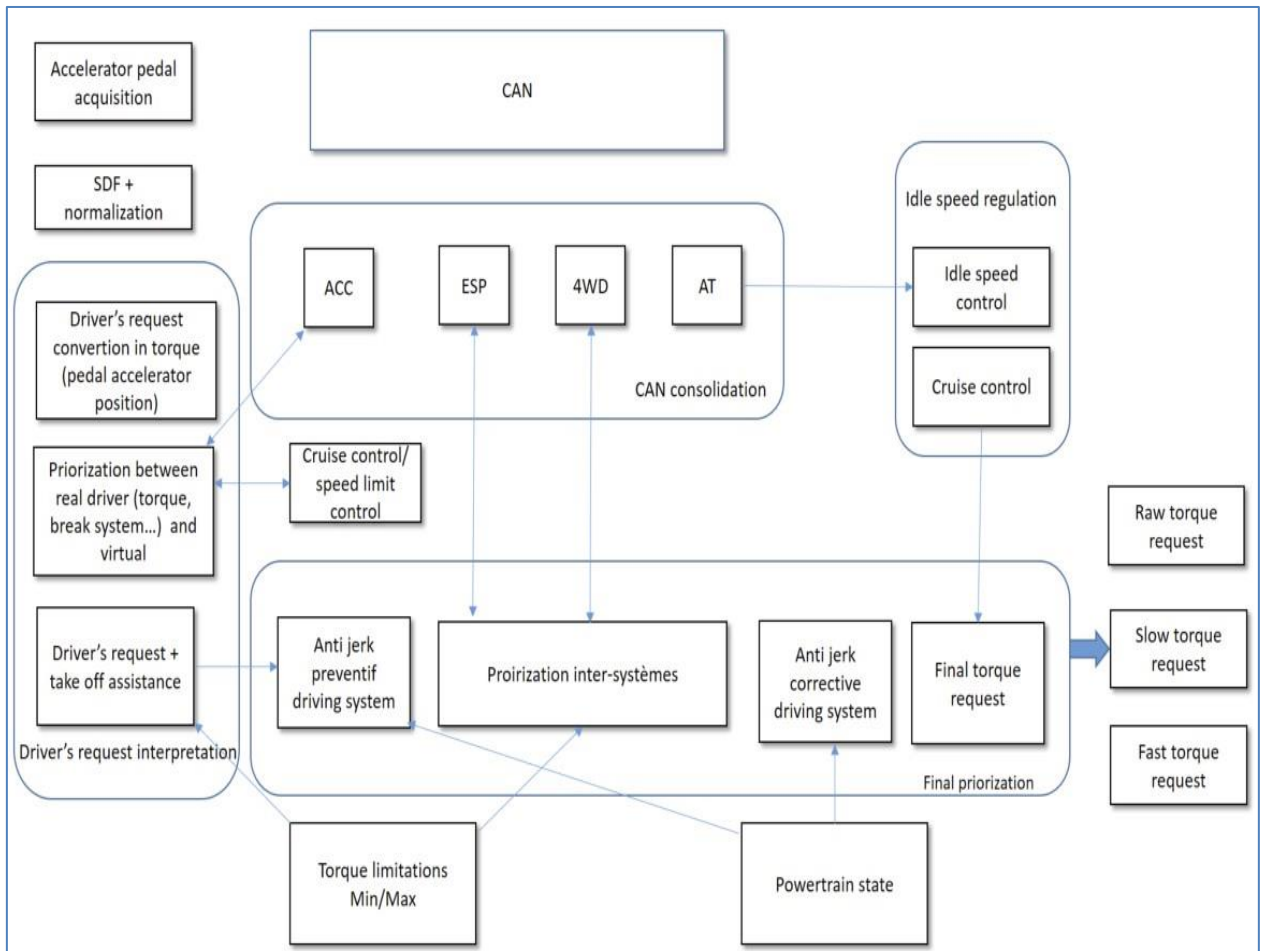 Accelerator pedal
acquisition
CAN
SDF +
normalization
Idle speed regulation
ACC
ESP
4WD
AT
Idle speed
control
Driver's request
convertion in torque
(pedal accelerator
position)
CAN consolidation
Cruise control
Priorization between
real driver (torque,
break system...) and
virtual
Cruise control/
speed limit
control
Raw torque
request
Driver's request +
take off assistance
Anti jerk
preventif
driving system
Proirization inter-systèmes
Anti jerk
corrective
driving system
Final torque
request
Slow torque
request
Driver's request interpretation
Final priorization
Fast torque
request
Torque limitations
Min/Max
Powertrain state